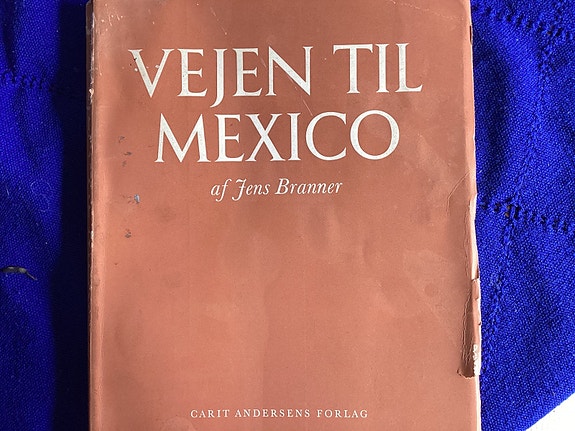 VEJEN TIL
MEXICO
af Jens Branner
CARIT ANDERSENS FORLAG